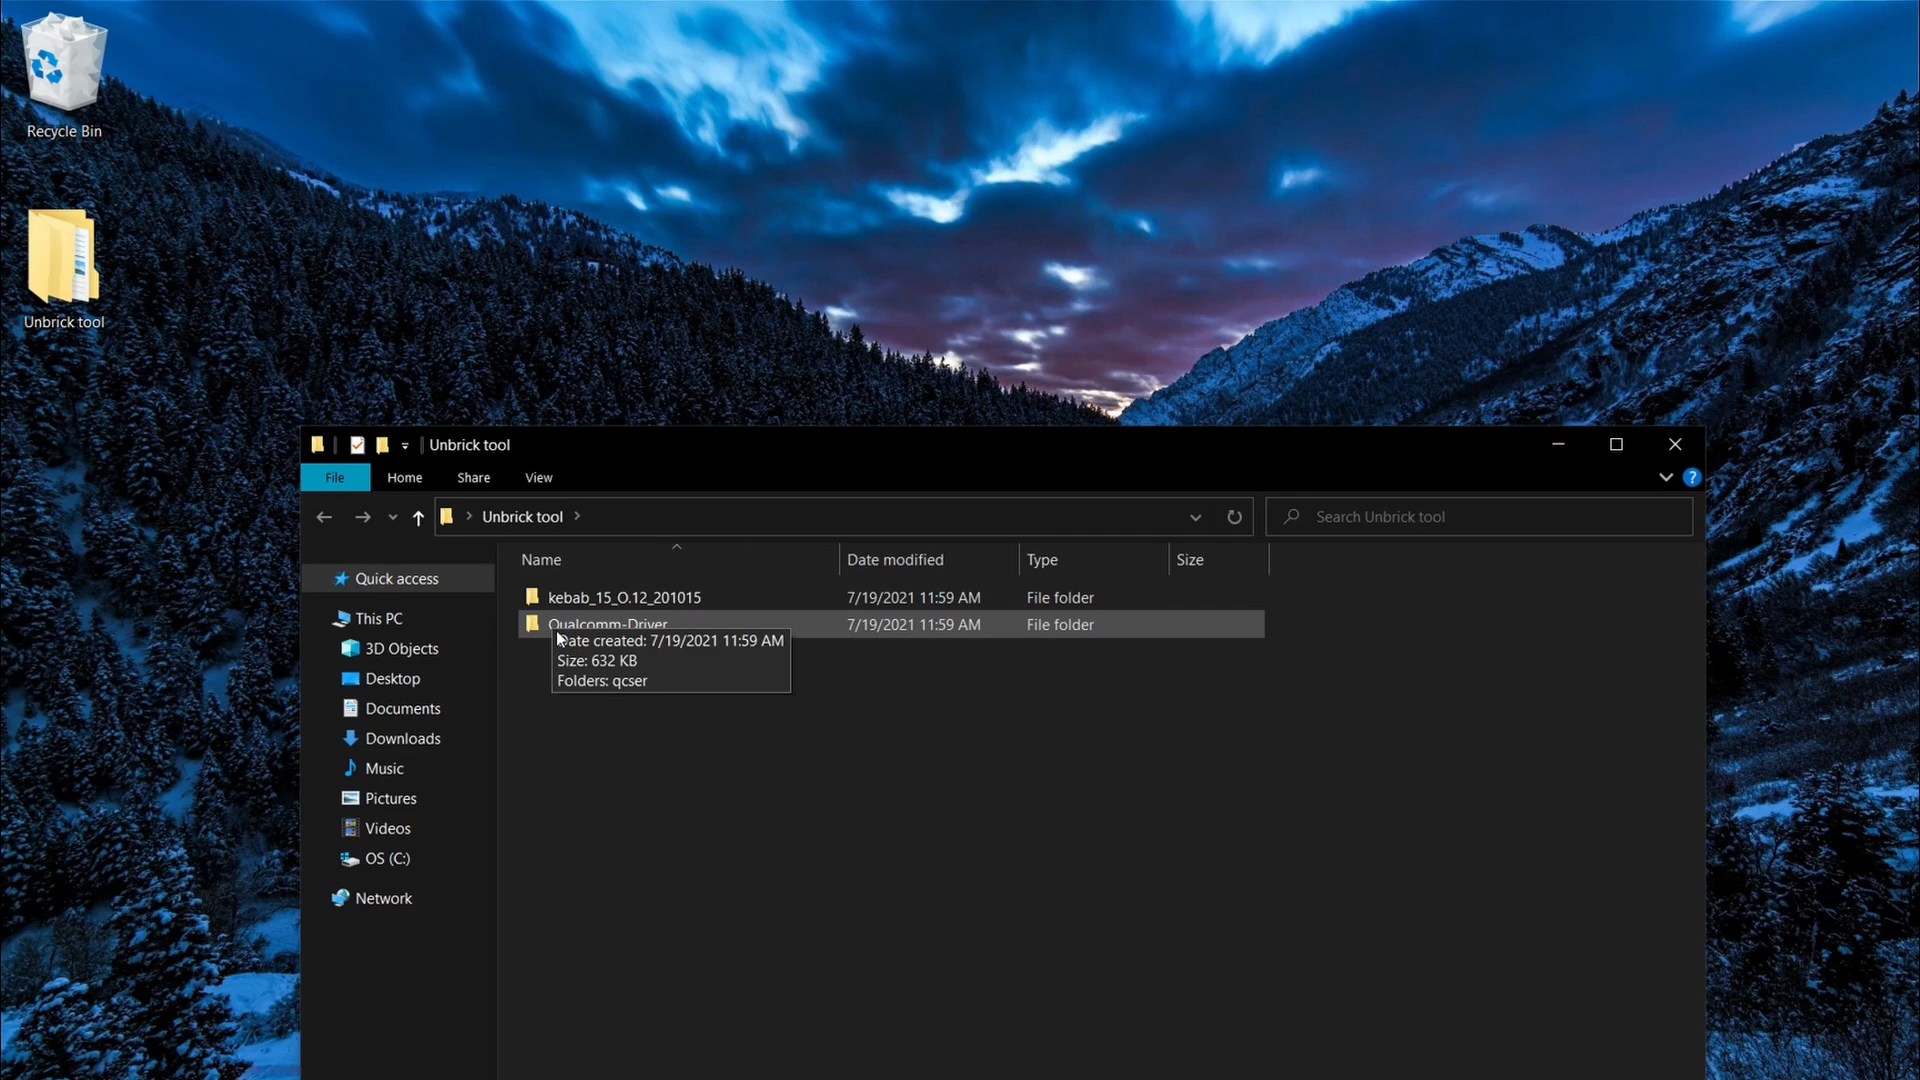 Recycle Bin
Unbrick tool
Unbrick tool
File Home Share View
Unbrick tool
Search Unbrick tool
Name Date modified Type Size
Quick access
This PC
3D Objects
Desktop
Documents
Downloads
Music
Pictures
Videos
OS (C:)
Network
kebab_15_O.12_201015 7/19/2021 11:59 AM File folder
Qualcomm-Driver 7/19/2021 11:59 AM File folder
Date created: 7/19/2021 11:59 AM
Size: 632 KB
Folders: qcser